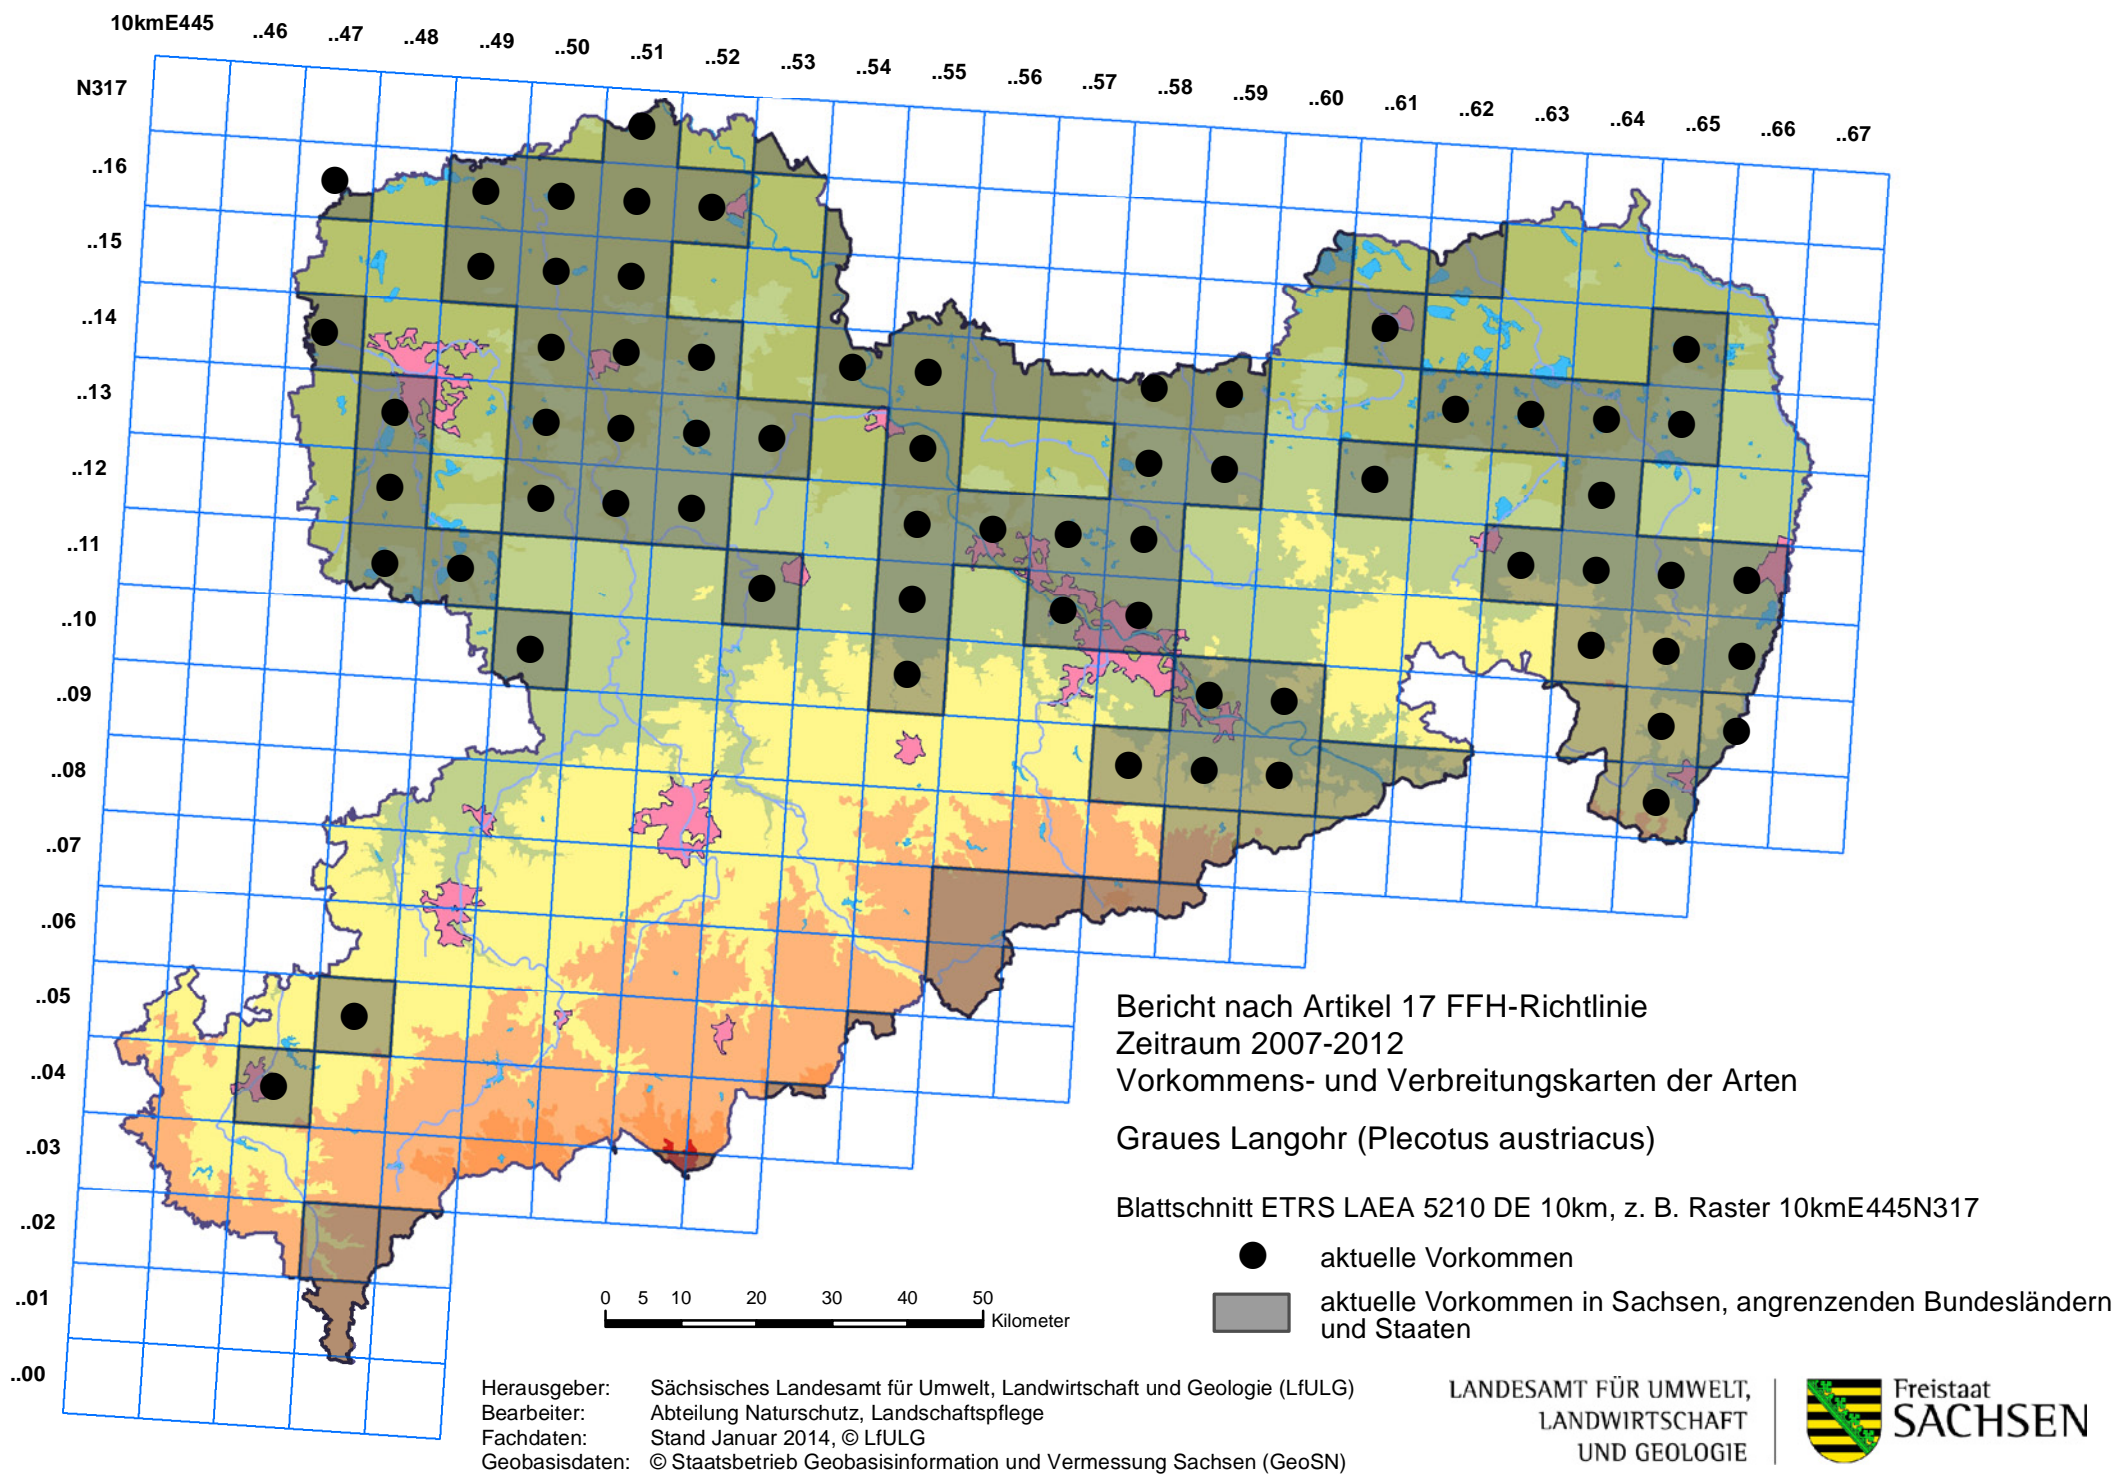 10kmE445 ..46 ..47 ..48 ..49 ..50 ..51 ..52 ..53 ..54 ..55 ..56 ..57 ..58 ..59 ..60 ..61 ..62 ..63 ..64 ..65 ..66 ..67
N317
..16
..15
..14
..13
..12
..11
..10
..09
..08
..07
..06
..05
..04
..03
..02
..01
..00
Bericht nach Artikel 17 FFH-Richtlinie
Zeitraum 2007-2012
Vorkommens- und Verbreitungskarten der Arten
Graues Langohr (Plecotus austriacus)
Blattschnitt ETRS LAEA 5210 DE 10km, z. B. Raster 10kmE445N317
aktuelle Vorkommen
aktuelle Vorkommen in Sachsen, angrenzenden Bundesländern
und Staaten
0 5 10 20 30 40 50
Kilometer
Herausgeber: Sächsisches Landesamt für Umwelt, Landwirtschaft und Geologie (LfULG)
Bearbeiter: Abteilung Naturschutz, Landschaftspflege
Fachdaten: Stand Januar 2014, © LfULG
Geobasisdaten: © Staatsbetrieb Geobasisinformation und Vermessung Sachsen (GeoSN)
LANDESAMT FÜR UMWELT,
LANDWIRTSCHAFT
UND GEOLOGIE
Freistaat
SACHSEN